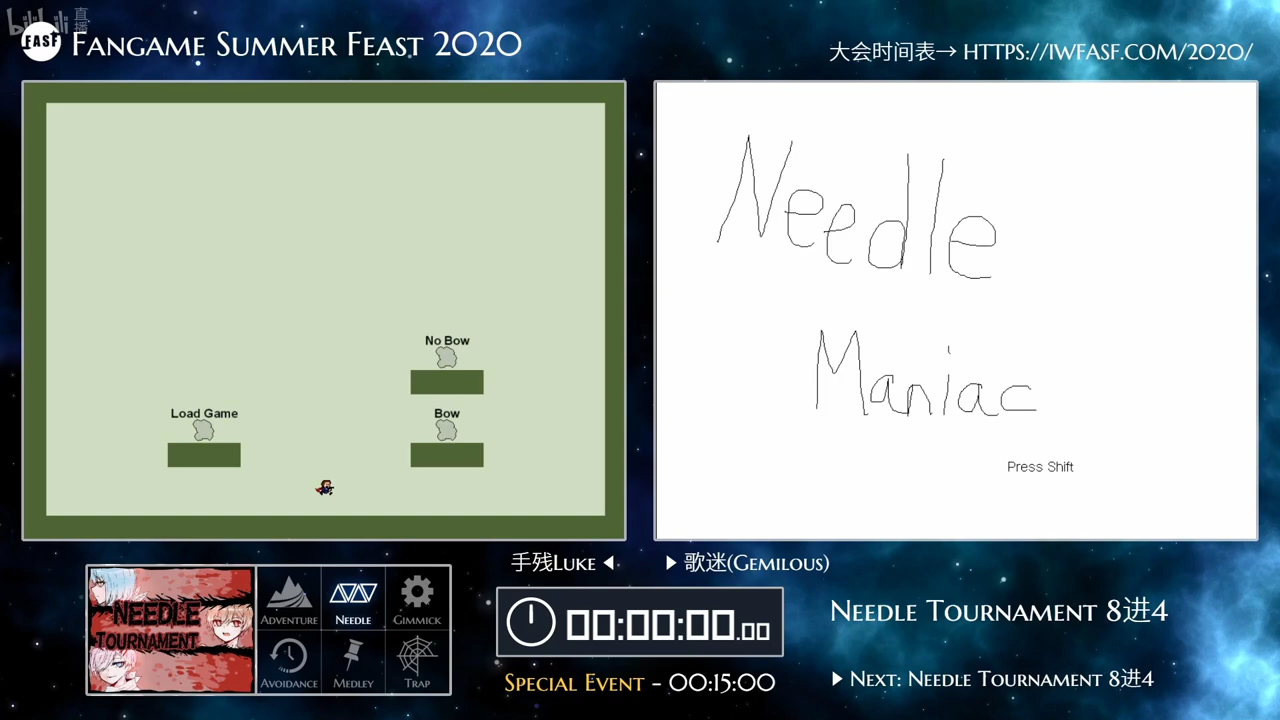 bilibili 直播
FASF
Fangame Summer Feast 2020
大会时间表→ https://iwfasf.com/2020/
No Bow
Load Game
Bow
Needle
Maniac
Press Shift
手残Luke ◀
▶ 歌迷(Gemilous)
NEEDLE
TOURNAMENT
Adventure
Needle
Gimmick
Avoidance
Medley
Trap
00:00:00.00
Special Event - 00:15:00
Needle Tournament 8进4
▶ Next: Needle Tournament 8进4